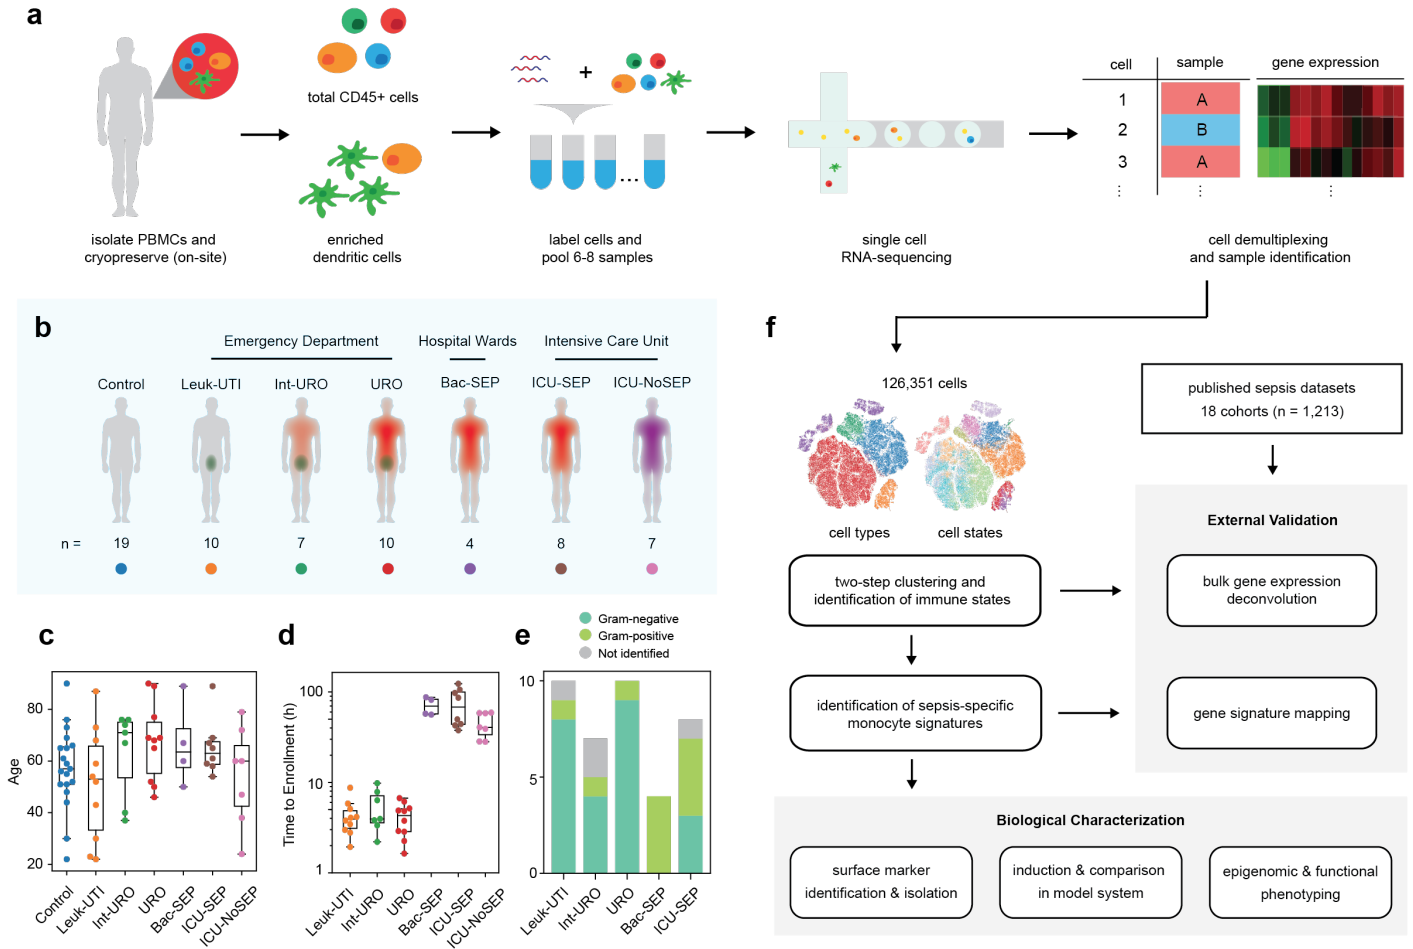 a
total CD45+ cells
isolate PBMCs and
cryopreserve (on-site)
enriched
dendritic cells
+
...
label cells and
pool 6-8 samples
single cell
RNA-sequencing
cell sample gene expression
1 A
2 B
3 A
⋮ ⋮ ⋮
cell demultiplexing
and sample identification
b
Emergency Department Hospital Wards Intensive Care Unit
Control Leuk-UTI Int-URO URO Bac-SEP ICU-SEP ICU-NoSEP
n = 19 10 7 10 4 8 7
c
Age
80
60
40
20
Control Leuk-UTI Int-URO URO Bac-SEP ICU-SEP ICU-NoSEP
d
Time to Enrollment (h)
100
10
1
Leuk-UTI Int-URO URO Bac-SEP ICU-SEP ICU-NoSEP
e
Gram-negative
Gram-positive
Not identified
10
5
0
Leuk-UTI Int-URO URO Bac-SEP ICU-SEP
f
126,351 cells
cell types cell states
published sepsis datasets
18 cohorts (n = 1,213)
two-step clustering and
identification of immune states
identification of sepsis-specific
monocyte signatures
External Validation
bulk gene expression
deconvolution
gene signature mapping
Biological Characterization
surface marker
identification & isolation
induction & comparison
in model system
epigenomic & functional
phenotyping